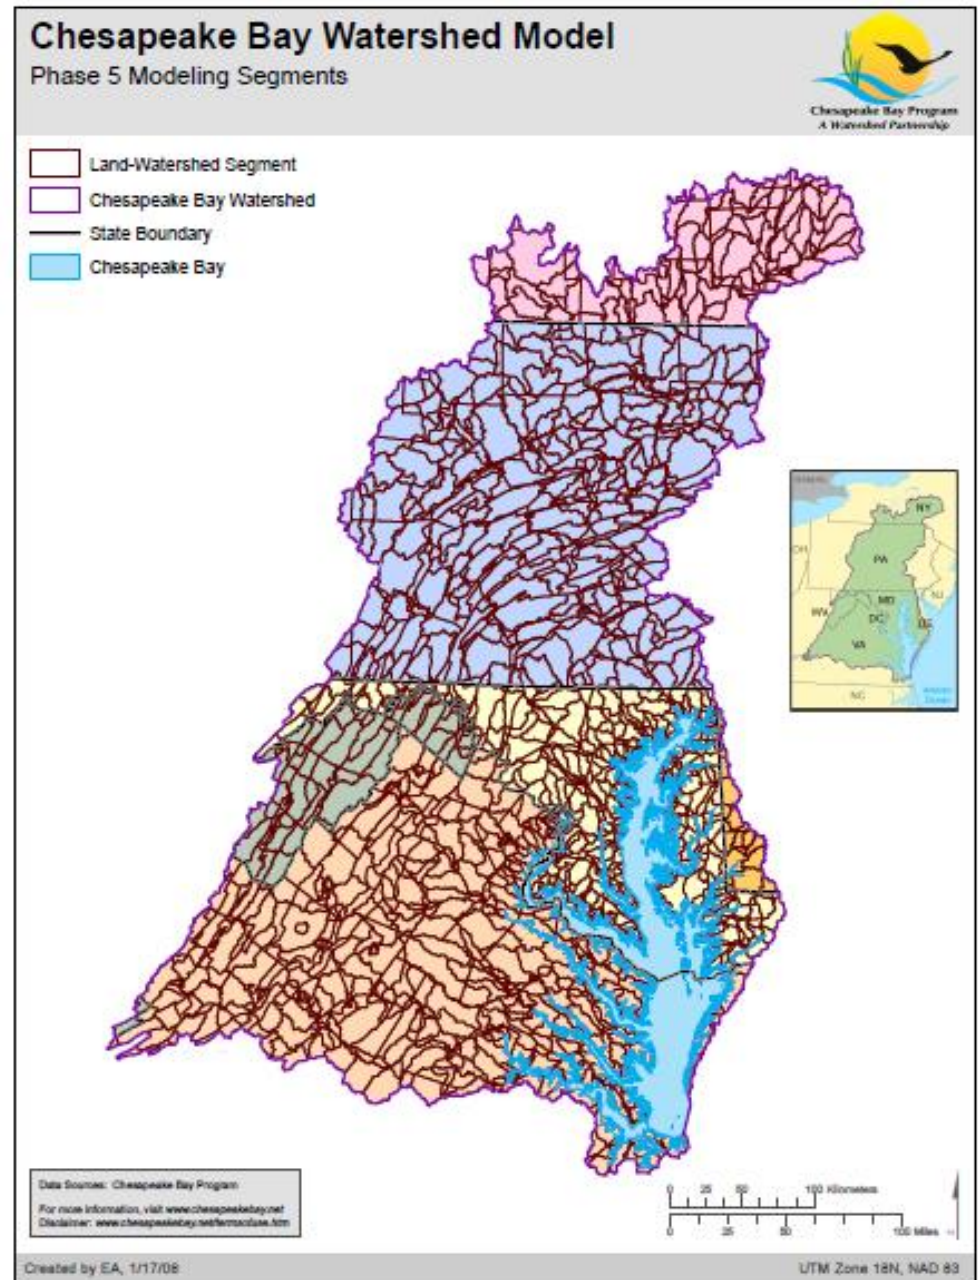 Chesapeake Bay Watershed Model
Phase 5 Modeling Segments
Chesapeake Bay Program
A Watershed Partnership
Land-Watershed Segment
Chesapeake Bay Watershed
State Boundary
Chesapeake Bay
NY
OH
PA
NJ
MD
WV
DC
DE
VA
NC
Data Sources: Chesapeake Bay Program
For more information, visit www.chesapeakebay.net
Disclaimer: www.chesapeakebay.net/termsofuse.htm
0 25 50 100 Kilometers
0 25 50 100 Miles
Created by EA, 1/17/08
UTM Zone 18N, NAD 83